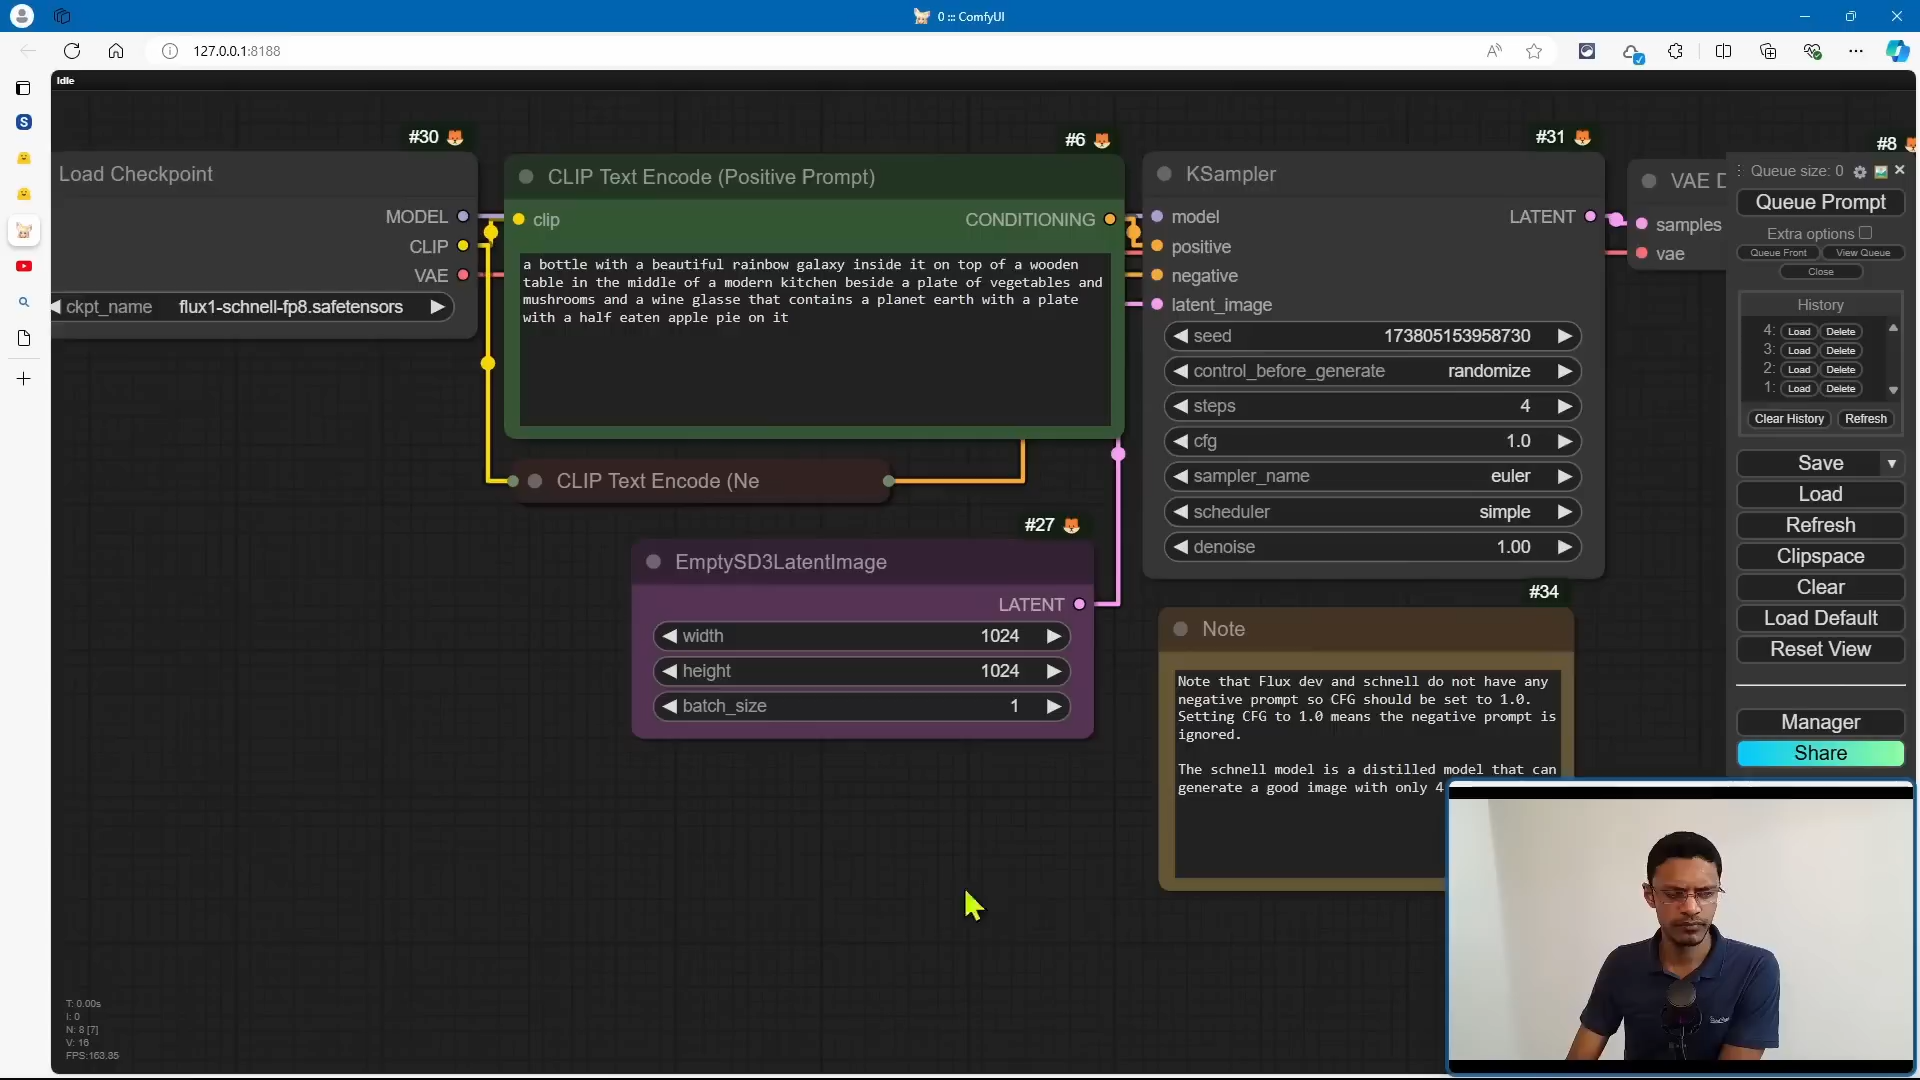 0 ::: ComfyUI
127.0.0.1:8188
Idle
#30
Load Checkpoint
MODEL
CLIP
VAE
ckpt_name flux1-schnell-fp8.safetensors
#6
CLIP Text Encode (Positive Prompt)
clip CONDITIONING
a bottle with a beautiful rainbow galaxy inside it on top of a wooden
table in the middle of a modern kitchen beside a plate of vegetables and
mushrooms and a wine glasse that contains a planet earth with a plate
with a half eaten apple pie on it
CLIP Text Encode (Ne
#27
EmptySD3LatentImage
LATENT
width 1024
height 1024
batch_size 1
#31
KSampler
model LATENT
positive
negative
latent_image
seed 173805153958730
control_before_generate randomize
steps 4
cfg 1.0
sampler_name euler
scheduler simple
denoise 1.00
#34
Note
Note that Flux dev and schnell do not have any
negative prompt so CFG should be set to 1.0.
Setting CFG to 1.0 means the negative prompt is
ignored.
The schnell model is a distilled model that can
generate a good image with only 4
#8
VAE D
samples
vae
Queue size: 0
Queue Prompt
Extra options
Queue Front View Queue
Close
History
4: Load Delete
3: Load Delete
2: Load Delete
1: Load Delete
Clear History Refresh
Save
Load
Refresh
Clipspace
Clear
Load Default
Reset View
Manager
Share
T: 0.00s
I: 0
N: 8 [7]
V: 16
FPS:163.85